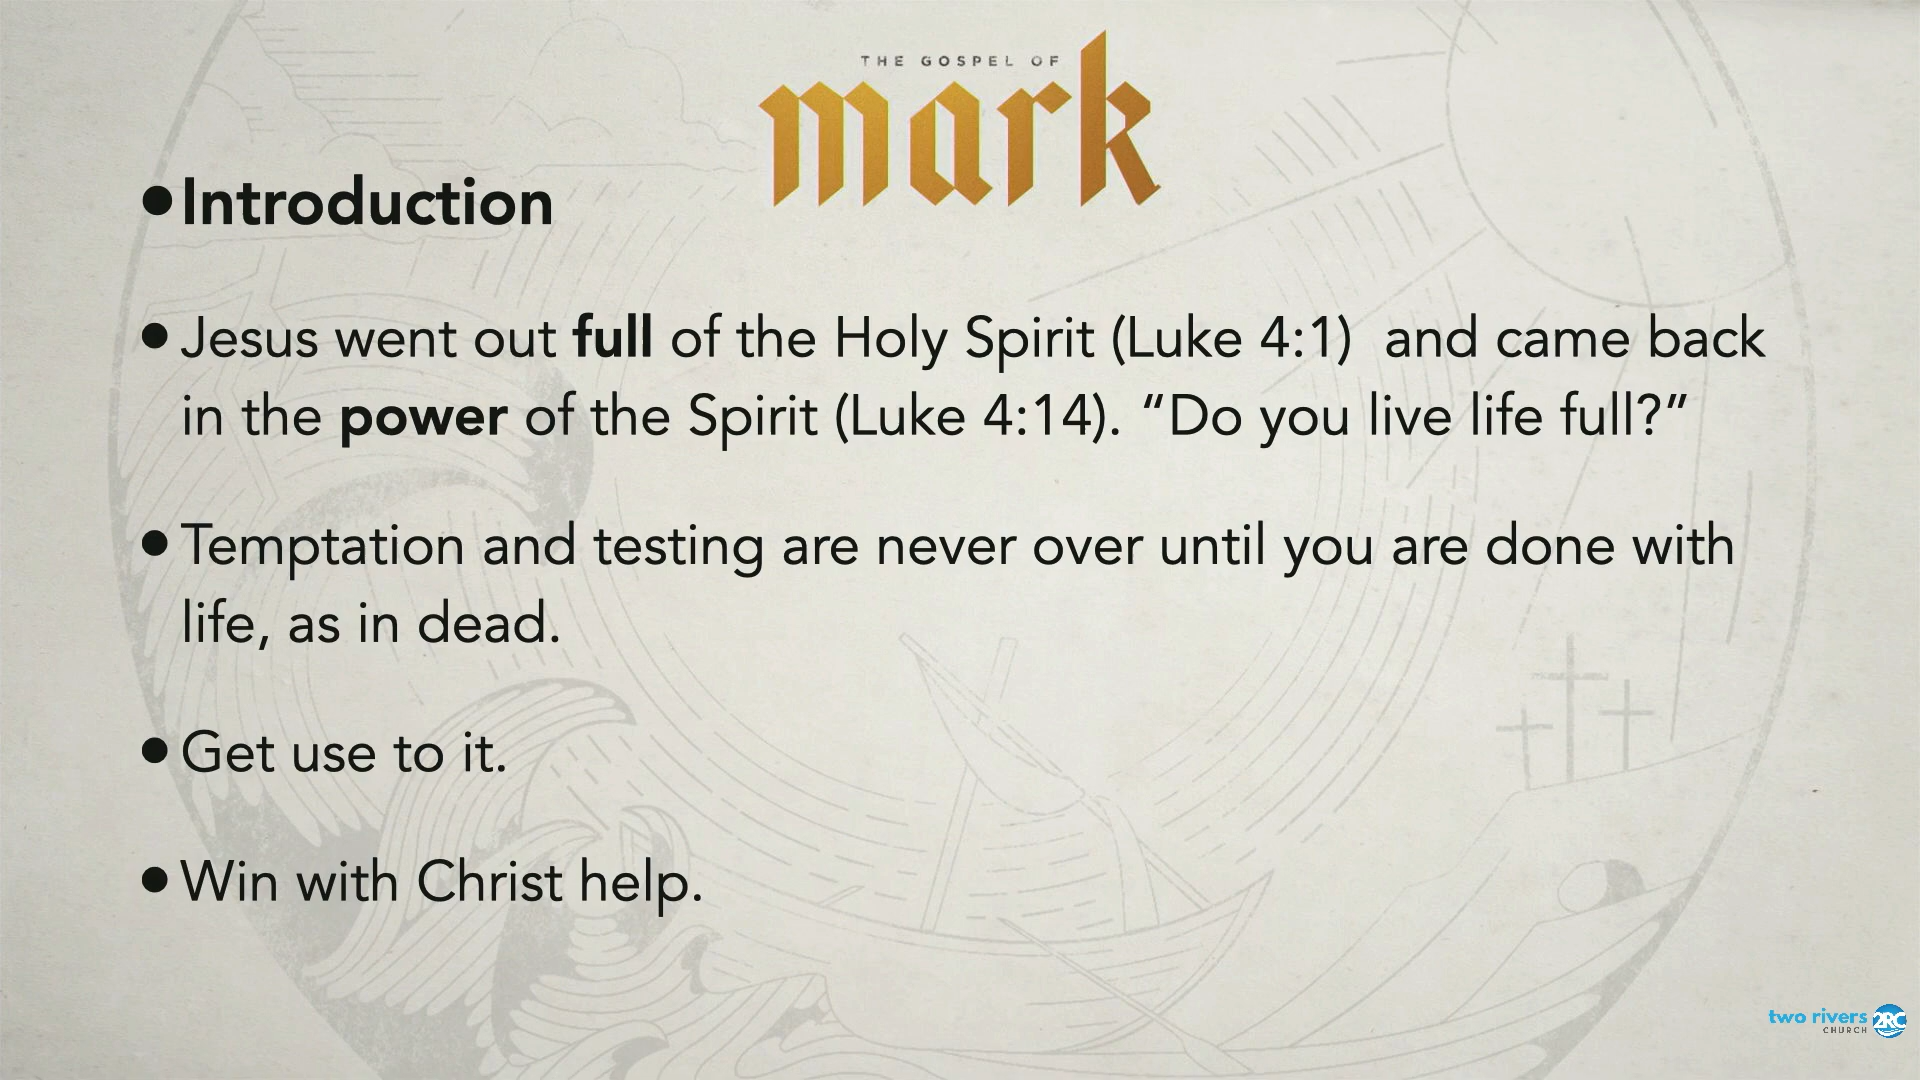 THE GOSPEL OF
mark
•Introduction
•Jesus went out full of the Holy Spirit (Luke 4:1)  and came back
in the power of the Spirit (Luke 4:14). “Do you live life full?”
•Temptation and testing are never over until you are done with
life, as in dead.
•Get use to it.
•Win with Christ help.
two rivers
CHURCH
2RC